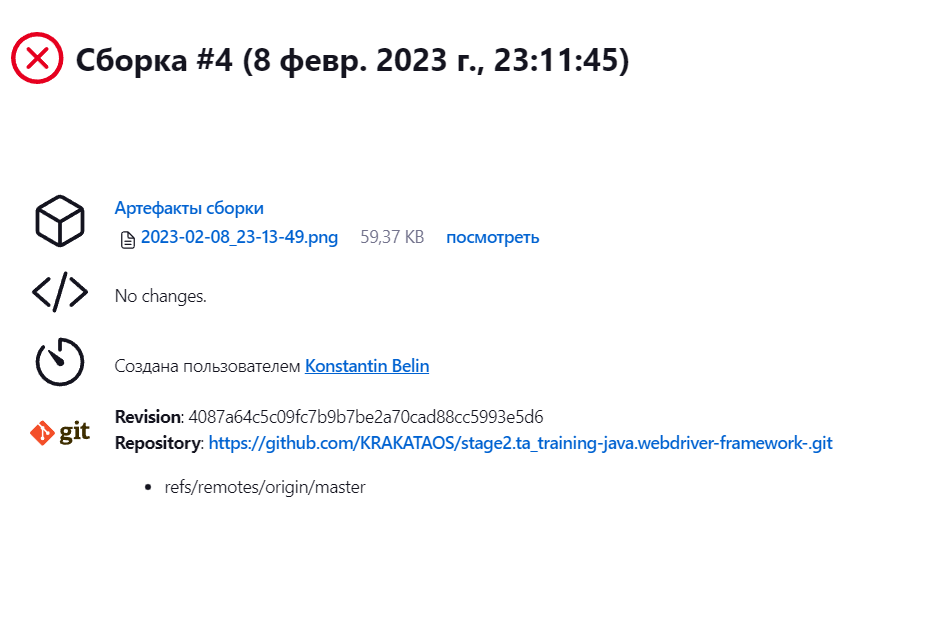 Сборка #4 (8 февр. 2023 г., 23:11:45)
Артефакты сборки
2023-02-08_23-13-49.png 59,37 KB посмотреть
No changes.
Создана пользователем Konstantin Belin
git
Revision: 4087a64c5c09fc7b9b7be2a70cad88cc5993e5d6
Repository: https://github.com/KRAKATAOS/stage2.ta_training-java.webdriver-framework-.git
refs/remotes/origin/master